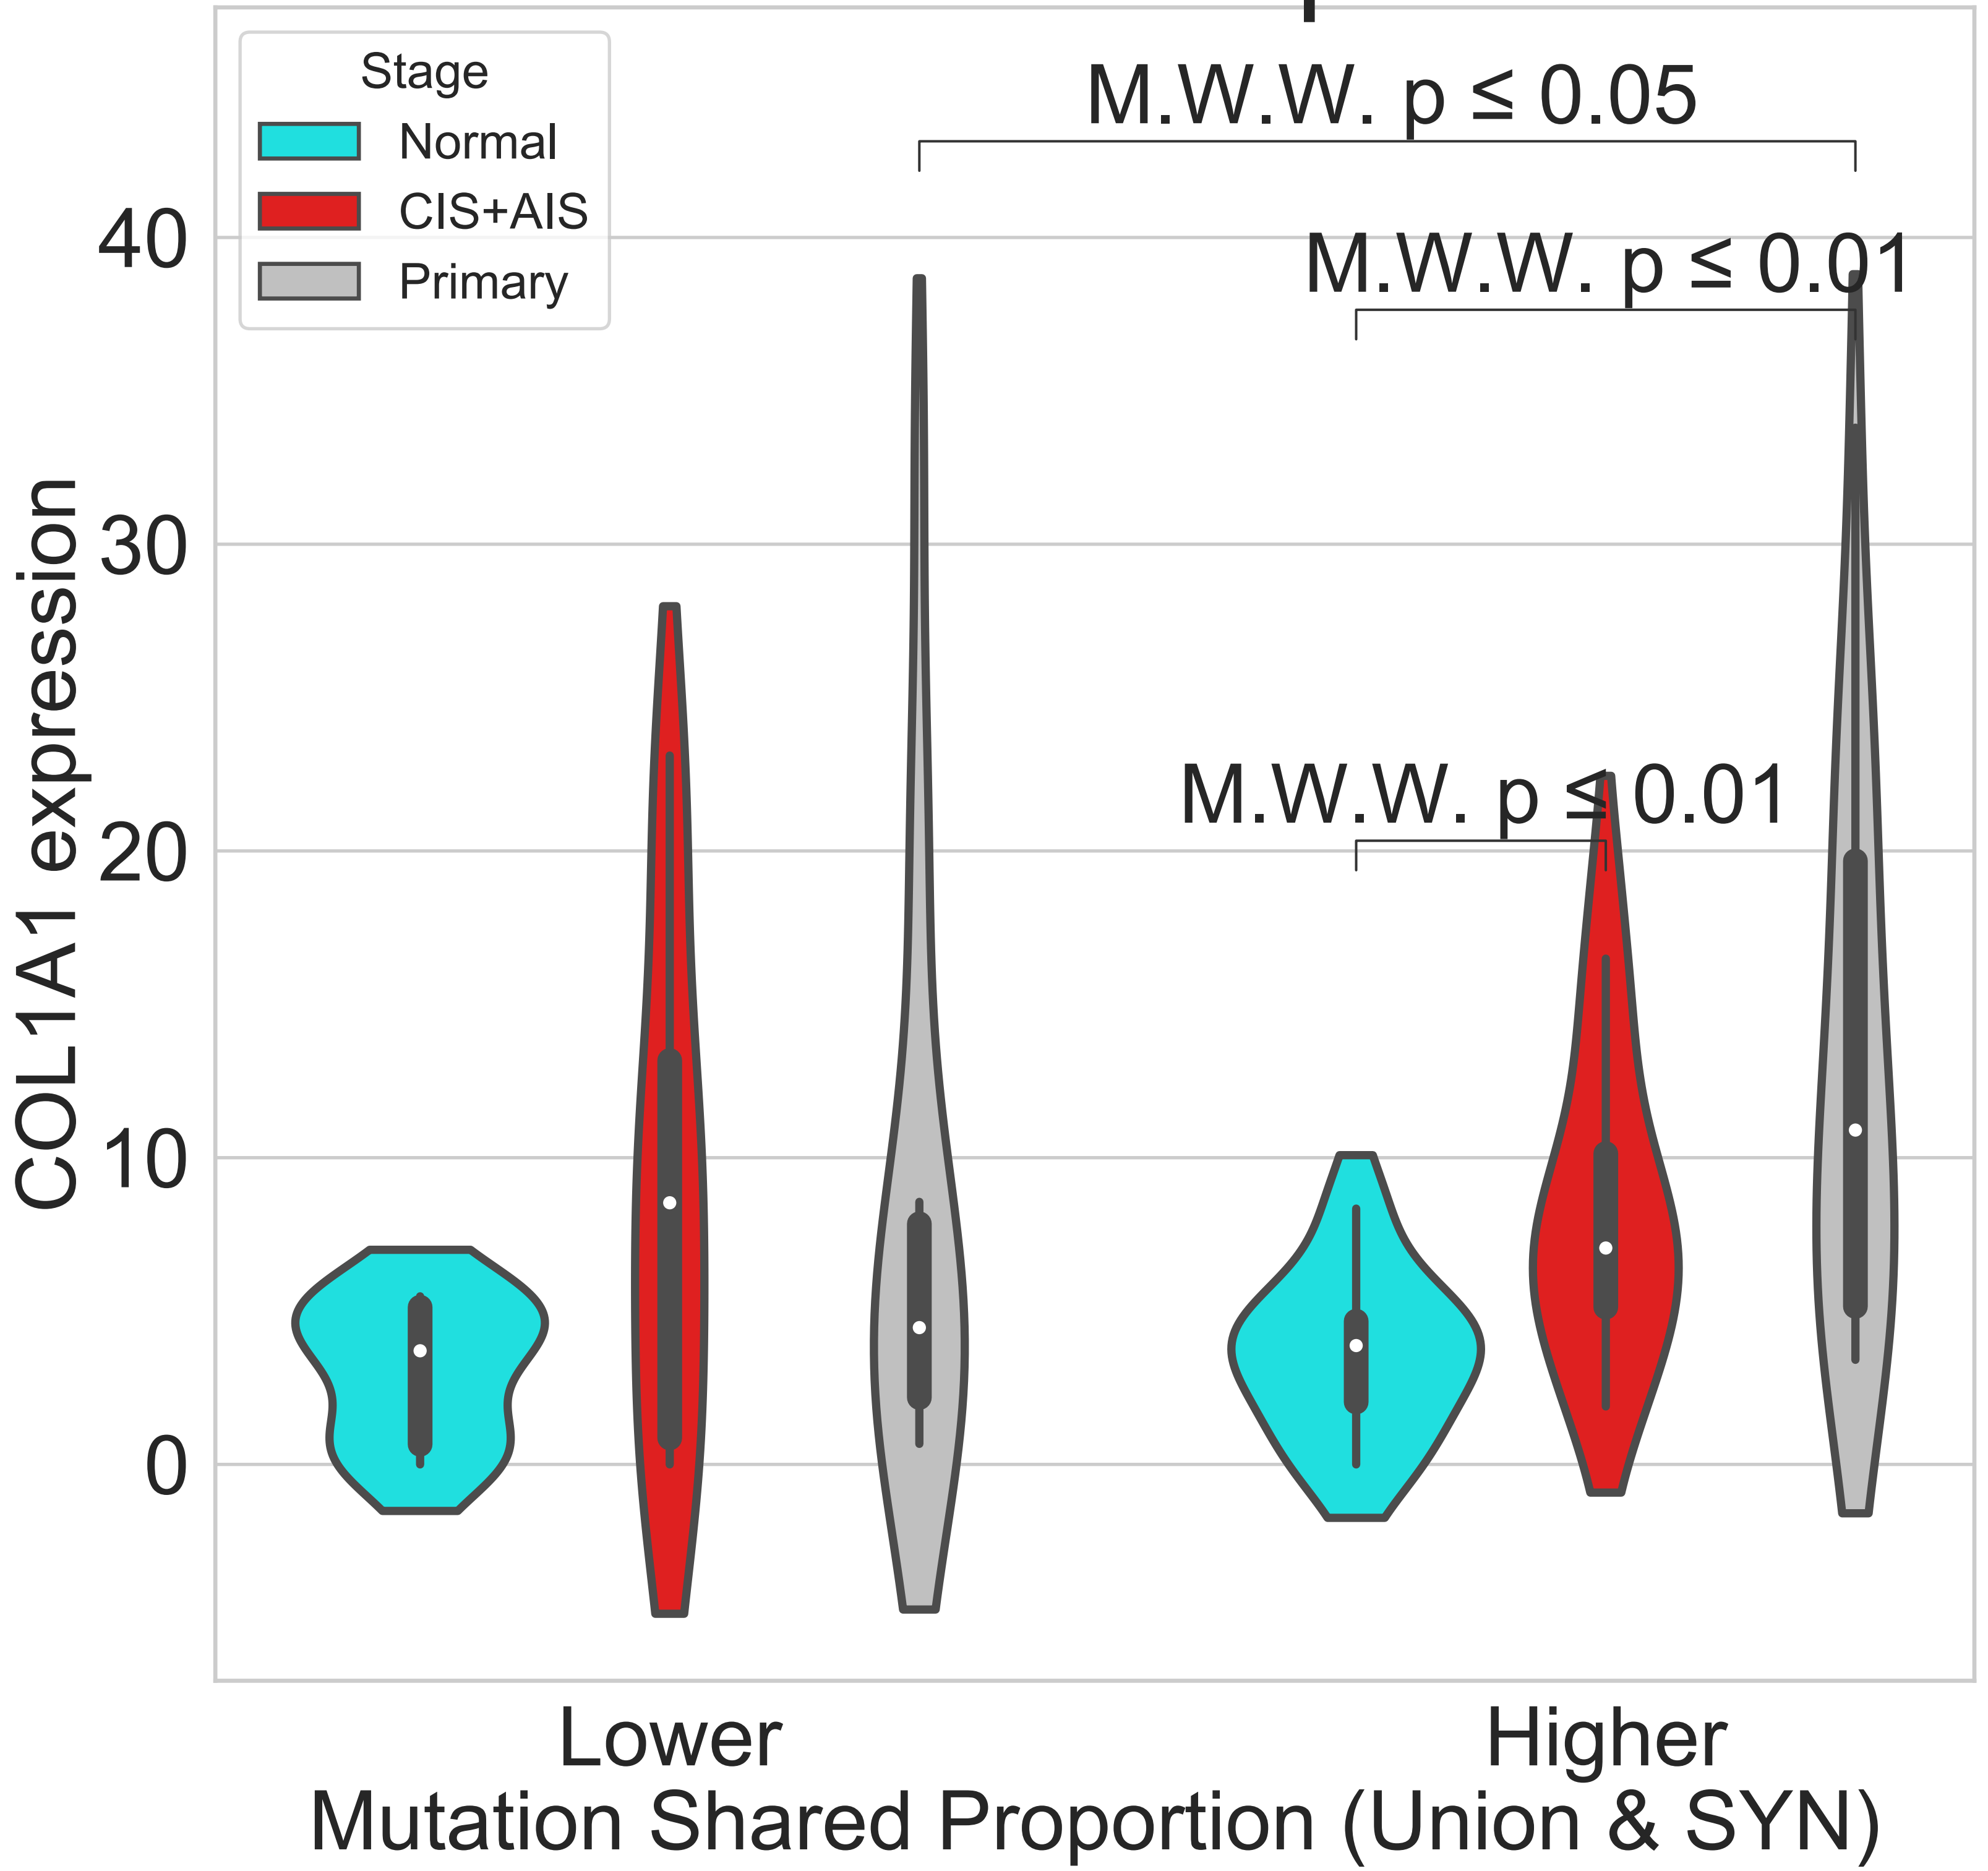 Stage
Normal
CIS+AIS
Primary
M.W.W. p ≤ 0.05
M.W.W. p ≤ 0.01
M.W.W. p ≤ 0.01
COL1A1 expression
40
30
20
10
0
Lower
Higher
Mutation Shared Proportion (Union & SYN)